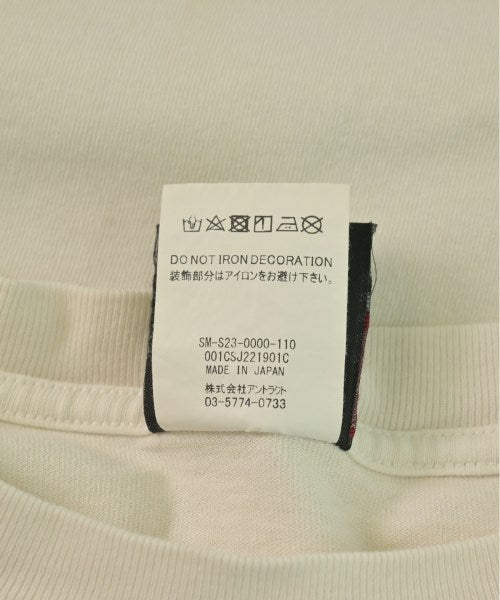 DO NOT IRON DECORATION
装飾部分はアイロンをお避け下さい。
SM-S23-0000-110
001CSJ221901C
MADE IN JAPAN
株式会社アントラクト
03-5774-0733